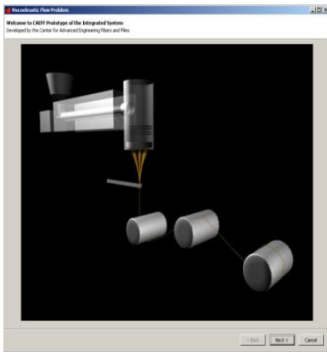 Viscoelastic Flow Problem
Welcome to CAEFF Prototype of the Integrated System
Developed by the Center for Advanced Engineering Fibers and Films
< Back
Next >
Cancel